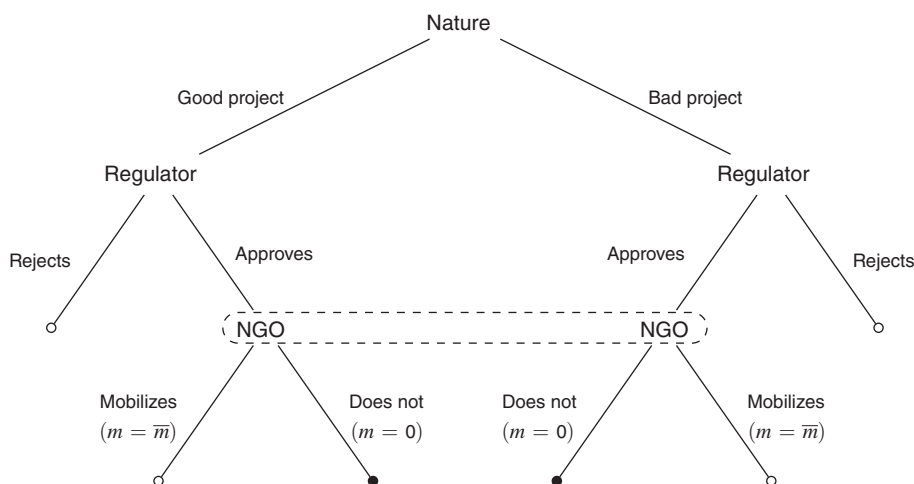 Nature
Good project
Bad project
Regulator
Regulator
Rejects
Approves
Approves
Rejects
NGO
NGO
Mobilizes
(m = m̅)
Does not
(m = 0)
Does not
(m = 0)
Mobilizes
(m = m̅)